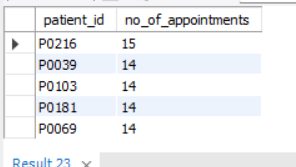 patient_id no_of_appointments
P0216 15
P0039 14
P0103 14
P0181 14
P0069 14
Result 23 ×